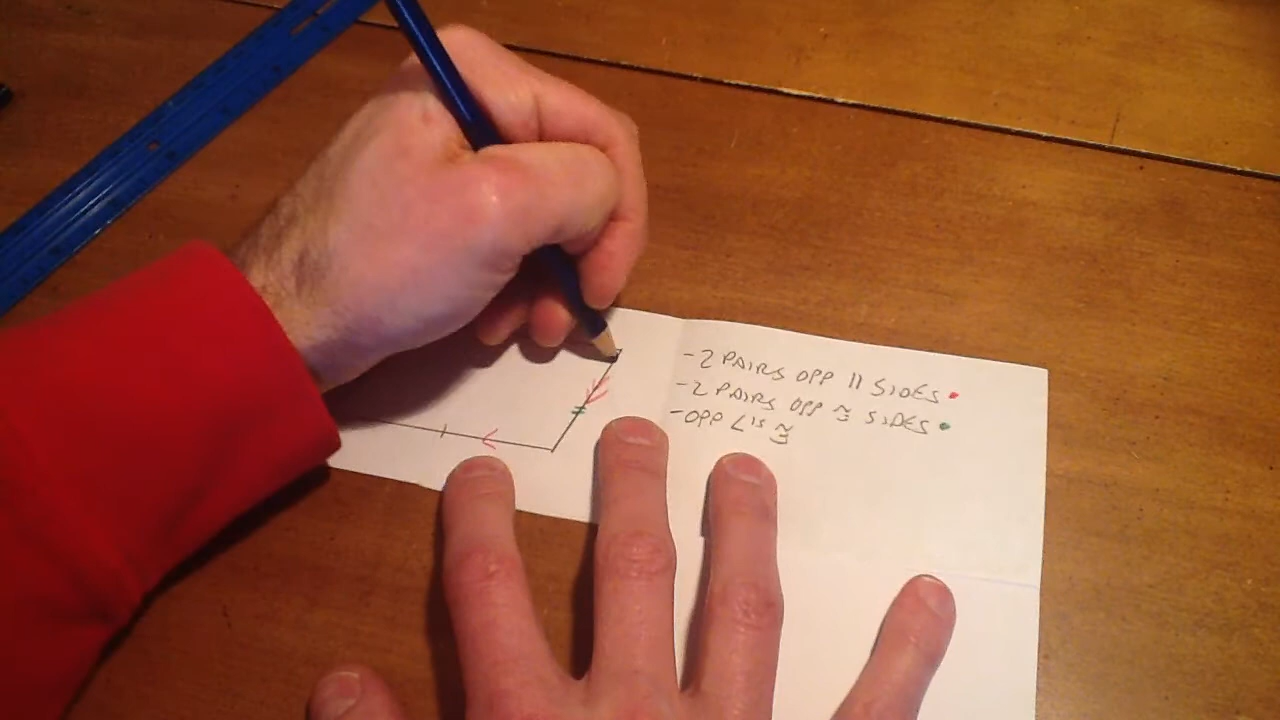 -2 PAIRS OPP || SIDES
-2 PAIRS OPP ≅ SIDES
-OPP ∠'S ≅